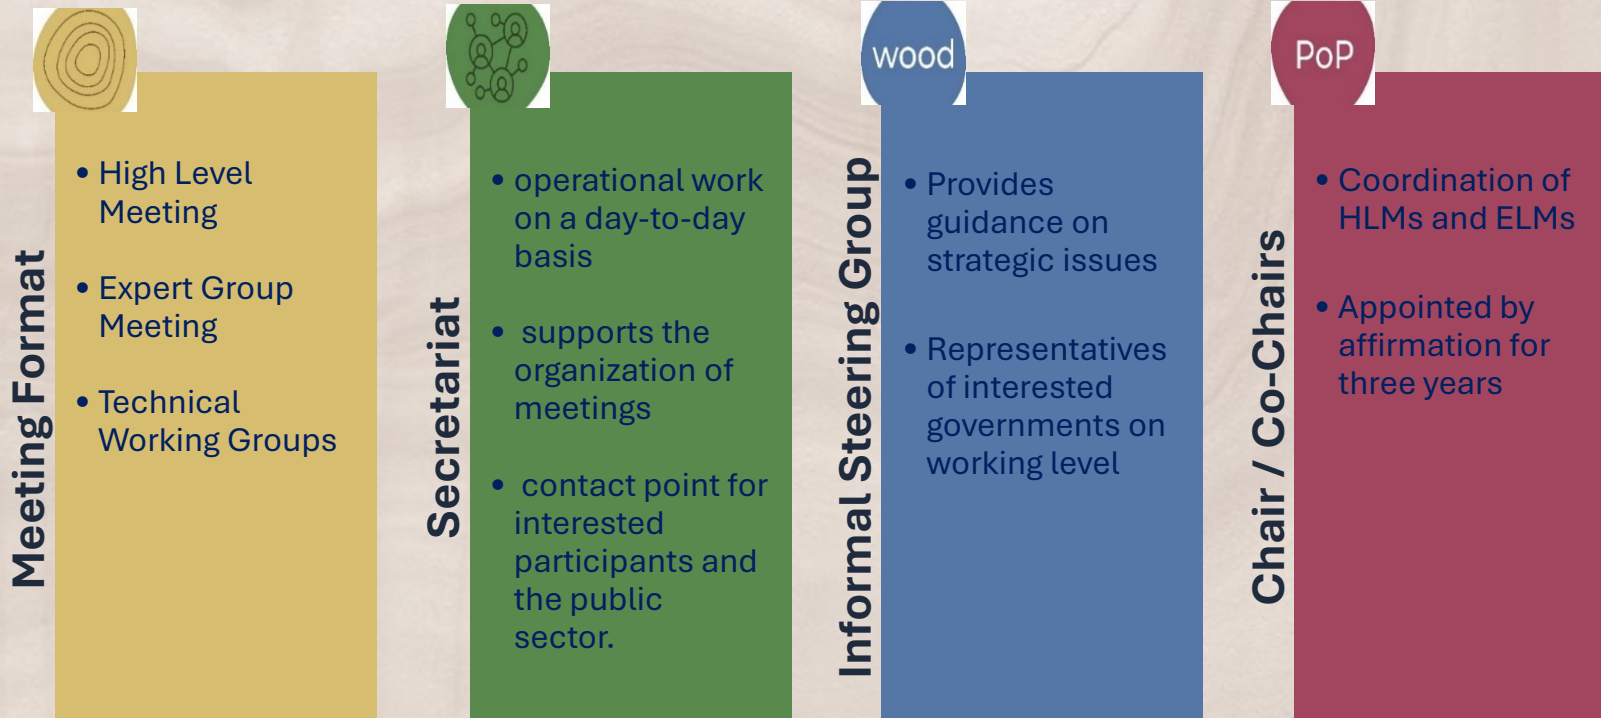 Meeting Format
• High Level
Meeting
• Expert Group
Meeting
• Technical
Working Groups
Secretariat
• operational work
on a day-to-day
basis
• supports the
organization of
meetings
• contact point for
interested
participants and
the public
sector.
wood
Informal Steering Group
• Provides
guidance on
strategic issues
• Representatives
of interested
governments on
working level
PoP
Chair / Co-Chairs
• Coordination of
HLMs and ELMs
• Appointed by
affirmation for
three years